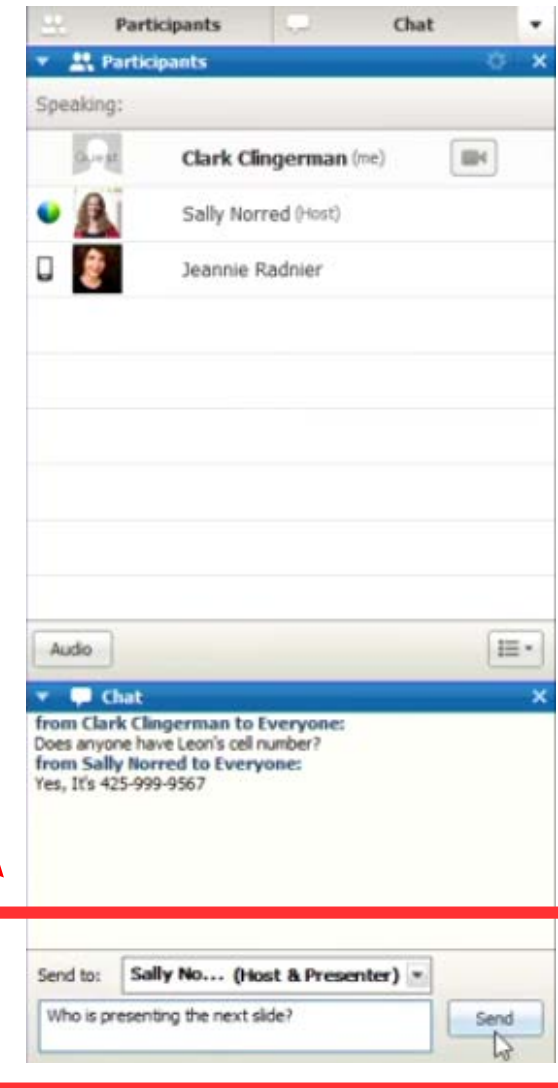 Participants Chat
Participants
Speaking:
Guest Clark Clingerman (me)
Sally Norred (Host)
Jeannie Radnier
Audio
Chat
from Clark Clingerman to Everyone:
Does anyone have Leon's cell number?
from Sally Norred to Everyone:
Yes, It's 425-999-9567
Send to: Sally No... (Host & Presenter)
Who is presenting the next slide?
Send